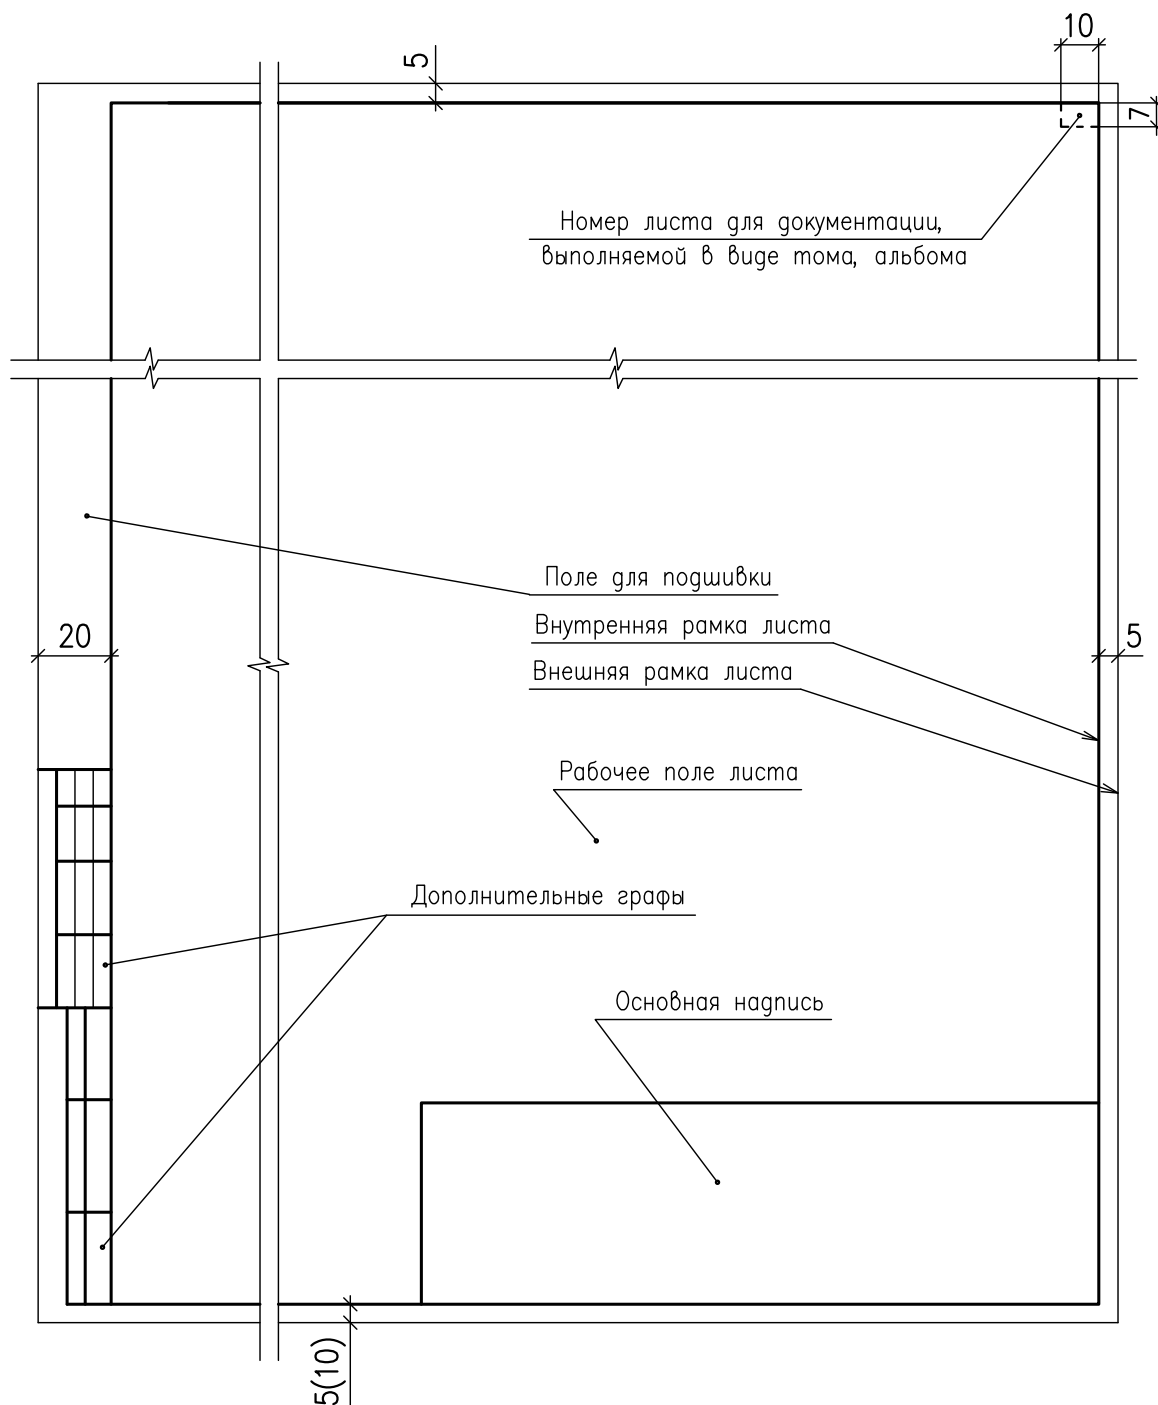 10
5
7
Номер листа для документации,
выполняемой в виде тома, альбома
Поле для подшивки
20
Внутренняя рамка листа
5
Внешняя рамка листа
Рабочее поле листа
Дополнительные графы
Основная надпись
5(10)